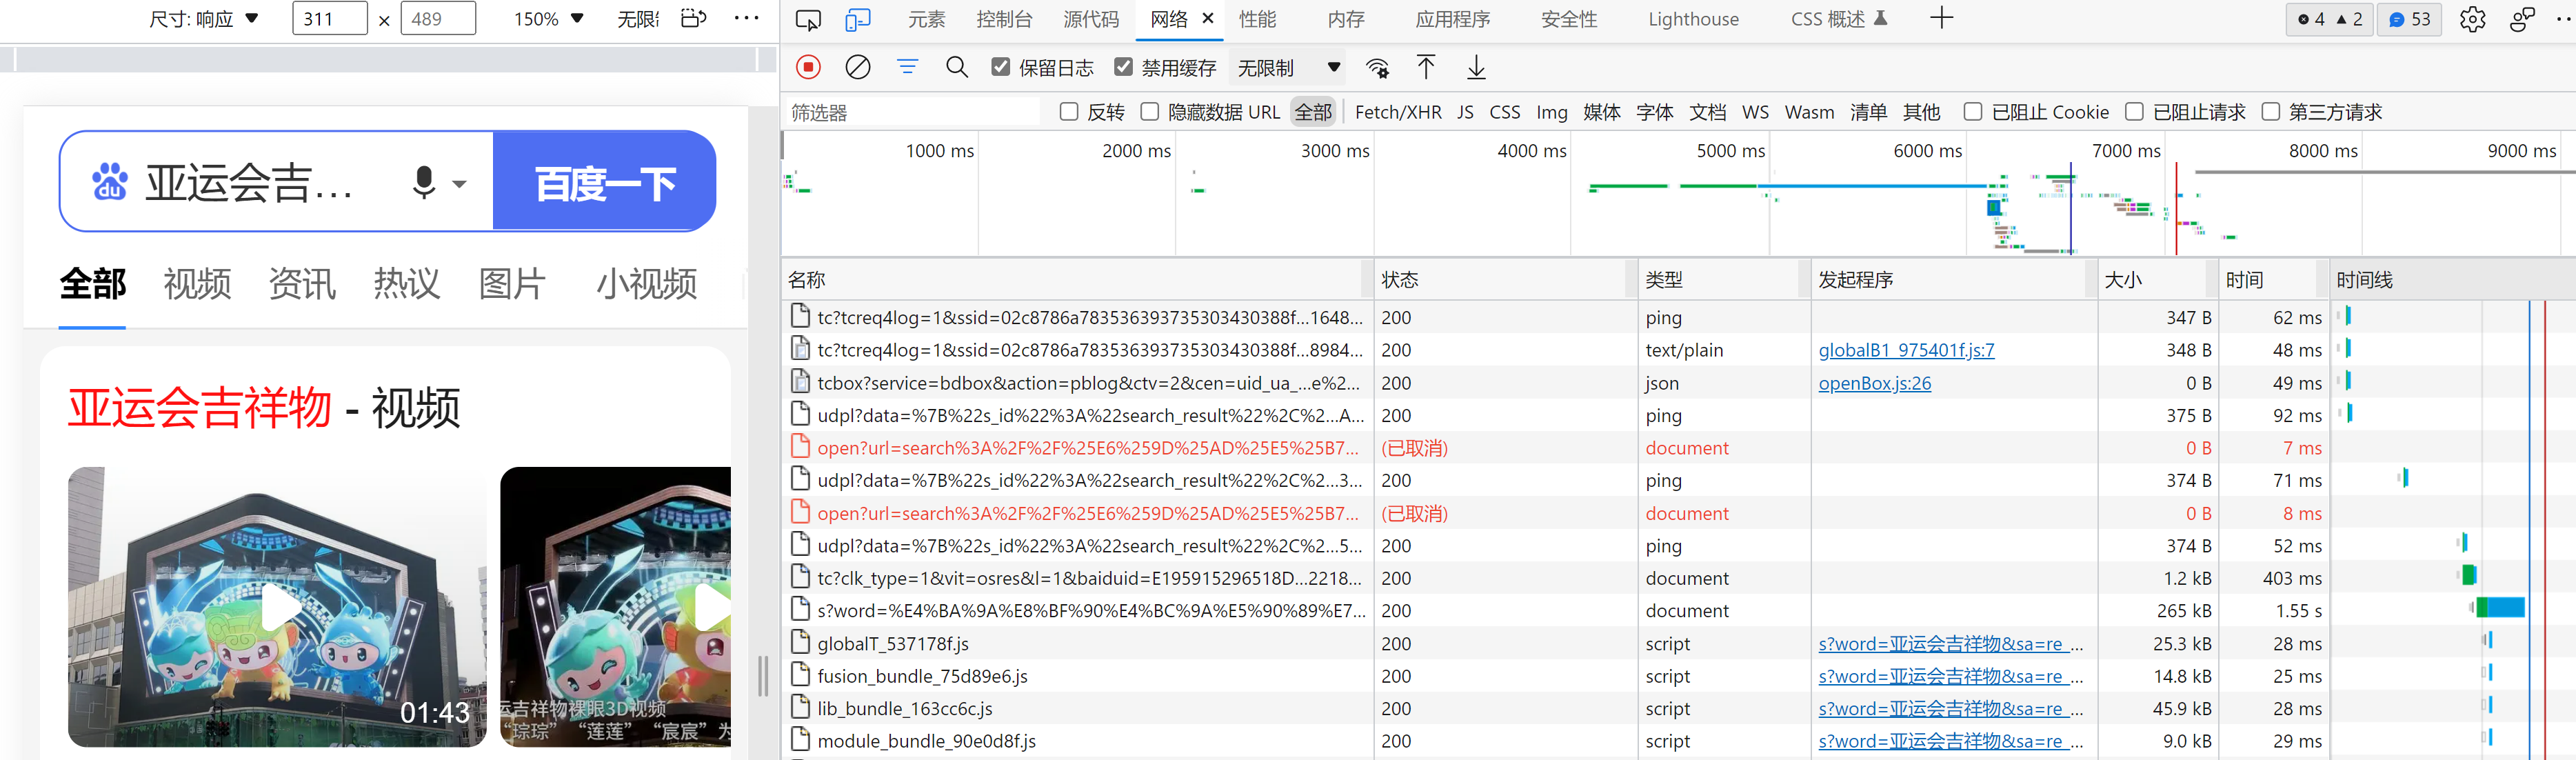 尺寸: 响应 311 × 489 150% 无限
元素 控制台 源代码 网络 性能 内存 应用程序 安全性 Lighthouse CSS 概述 4 2 53
保留日志 禁用缓存 无限制
筛选器 反转 隐藏数据 URL 全部 Fetch/XHR JS CSS Img 媒体 字体 文档 WS Wasm 清单 其他 已阻止 Cookie 已阻止请求 第三方请求
1000 ms 2000 ms 3000 ms 4000 ms 5000 ms 6000 ms 7000 ms 8000 ms 9000 ms
du 亚运会吉... 百度一下
全部 视频 资讯 热议 图片 小视频
亚运会吉祥物 - 视频
01:43
运吉祥物裸眼3D视频
“琮琮” “莲莲” “宸宸” 为
名称 状态 类型 发起程序 大小 时间 时间线
tc?tcreq4log=1&ssid=02c8786a783536393735303430388f...1648... 200 ping 347 B 62 ms
tc?tcreq4log=1&ssid=02c8786a783536393735303430388f...8984... 200 text/plain globalB1_975401f.js:7 348 B 48 ms
tcbox?service=bdbox&action=pblog&ctv=2&cen=uid_ua_...e%2... 200 json openBox.js:26 0 B 49 ms
udpl?data=%7B%22s_id%22%3A%22search_result%22%2C%2...A... 200 ping 375 B 92 ms
open?url=search%3A%2F%2F%25E6%259D%25AD%25E5%25B7... (已取消) document 0 B 7 ms
udpl?data=%7B%22s_id%22%3A%22search_result%22%2C%2...3... 200 ping 374 B 71 ms
open?url=search%3A%2F%2F%25E6%259D%25AD%25E5%25B7... (已取消) document 0 B 8 ms
udpl?data=%7B%22s_id%22%3A%22search_result%22%2C%2...5... 200 ping 374 B 52 ms
tc?clk_type=1&vit=osres&l=1&baiduid=E195915296518D...2218... 200 document 1.2 kB 403 ms
s?word=%E4%BA%9A%E8%BF%90%E4%BC%9A%E5%90%89%E7... 200 document 265 kB 1.55 s
globalT_537178f.js 200 script s?word=亚运会吉祥物&sa=re_... 25.3 kB 28 ms
fusion_bundle_75d89e6.js 200 script s?word=亚运会吉祥物&sa=re_... 14.8 kB 25 ms
lib_bundle_163cc6c.js 200 script s?word=亚运会吉祥物&sa=re_... 45.9 kB 28 ms
module_bundle_90e0d8f.js 200 script s?word=亚运会吉祥物&sa=re_... 9.0 kB 29 ms